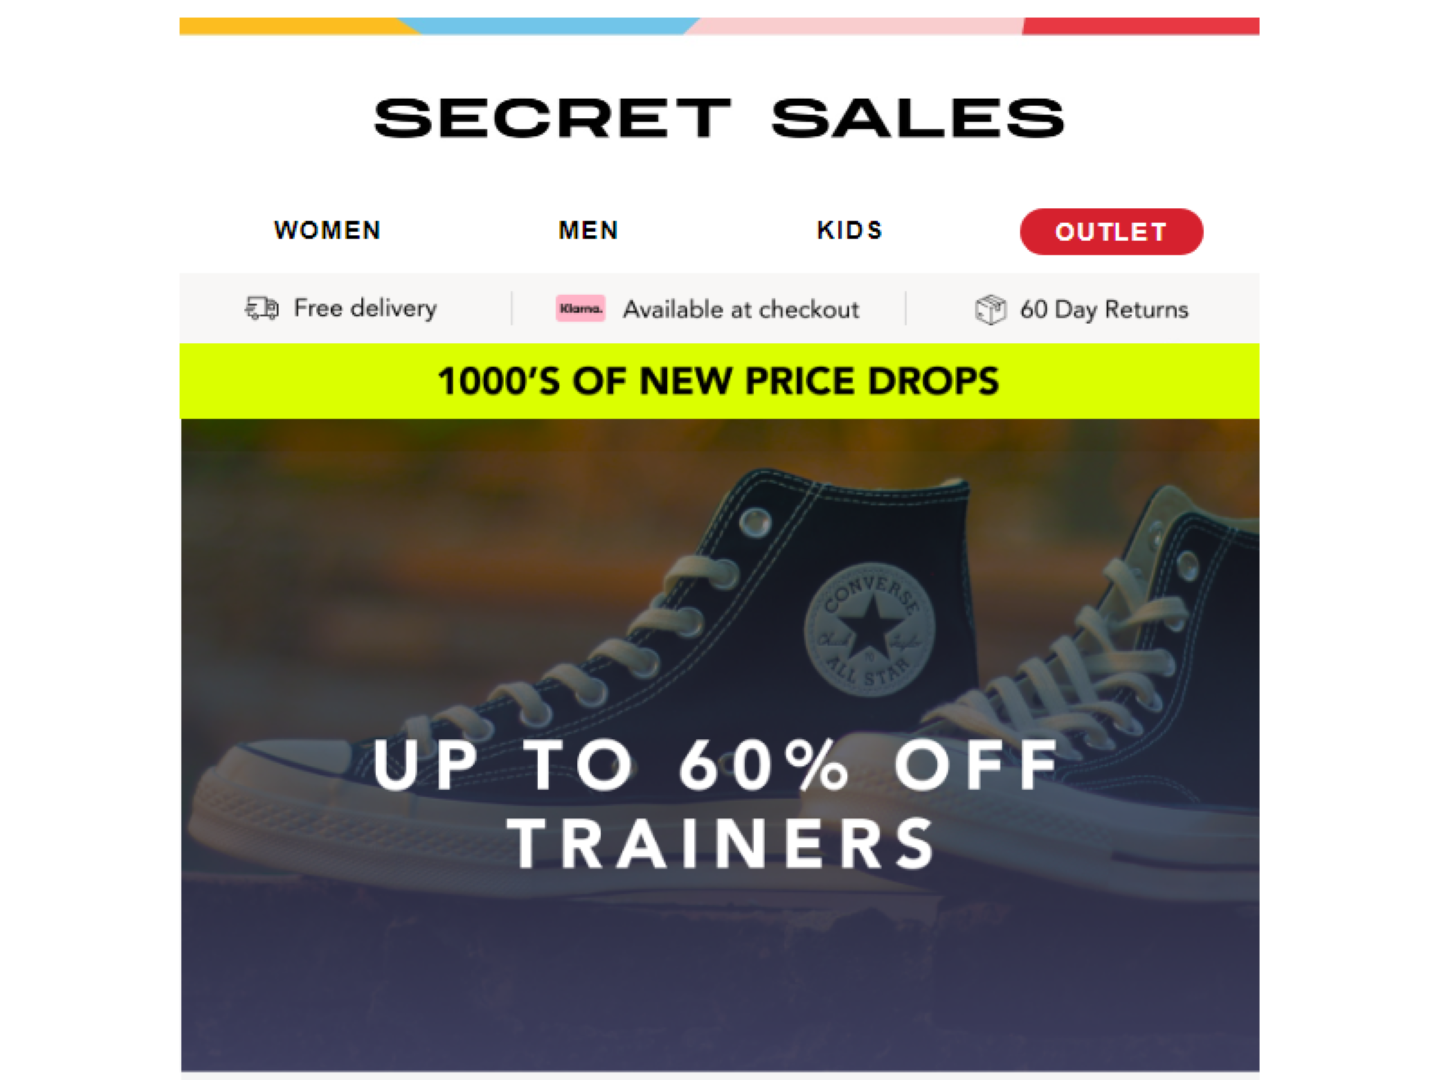 SECRET SALES
WOMEN MEN KIDS OUTLET
Free delivery Klarna. Available at checkout 60 Day Returns
1000'S OF NEW PRICE DROPS
CONVERSE
Chuck Taylor
ALL STAR
UP TO 60% OFF
TRAINERS